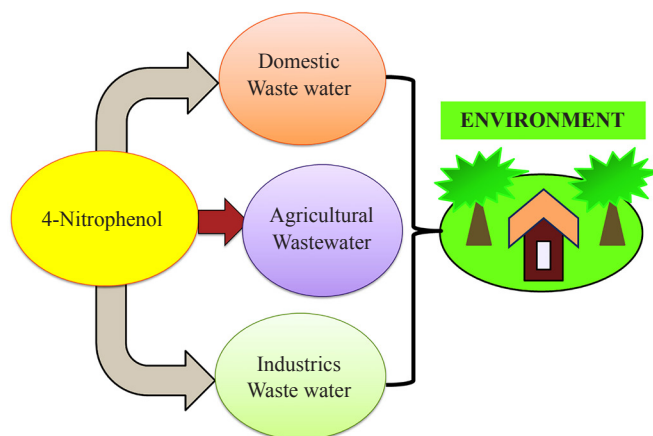 Domestic
Waste water
ENVIRONMENT
4-Nitrophenol
Agricultural
Wastewater
Industrics
Waste water